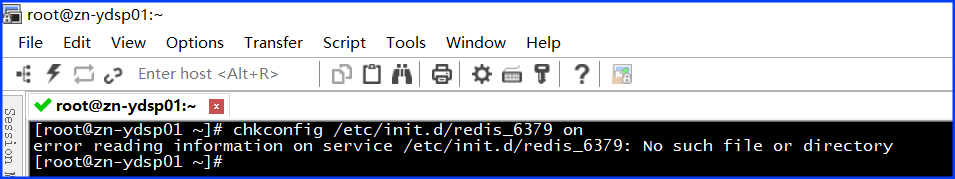 root@zn-ydsp01:~
File Edit View Options Transfer Script Tools Window Help
Enter host <Alt+R>
root@zn-ydsp01:~ x
Session M
[root@zn-ydsp01 ~]# chkconfig /etc/init.d/redis_6379 on
error reading information on service /etc/init.d/redis_6379: No such file or directory
[root@zn-ydsp01 ~]#